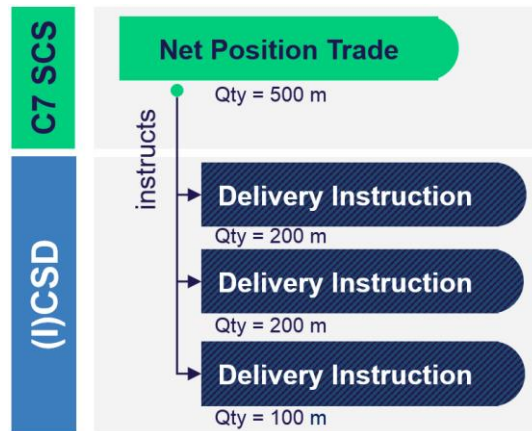 C7 SCS
Net Position Trade
Qty = 500 m
instructs
(I)CSD
Delivery Instruction
Qty = 200 m
Delivery Instruction
Qty = 200 m
Delivery Instruction
Qty = 100 m